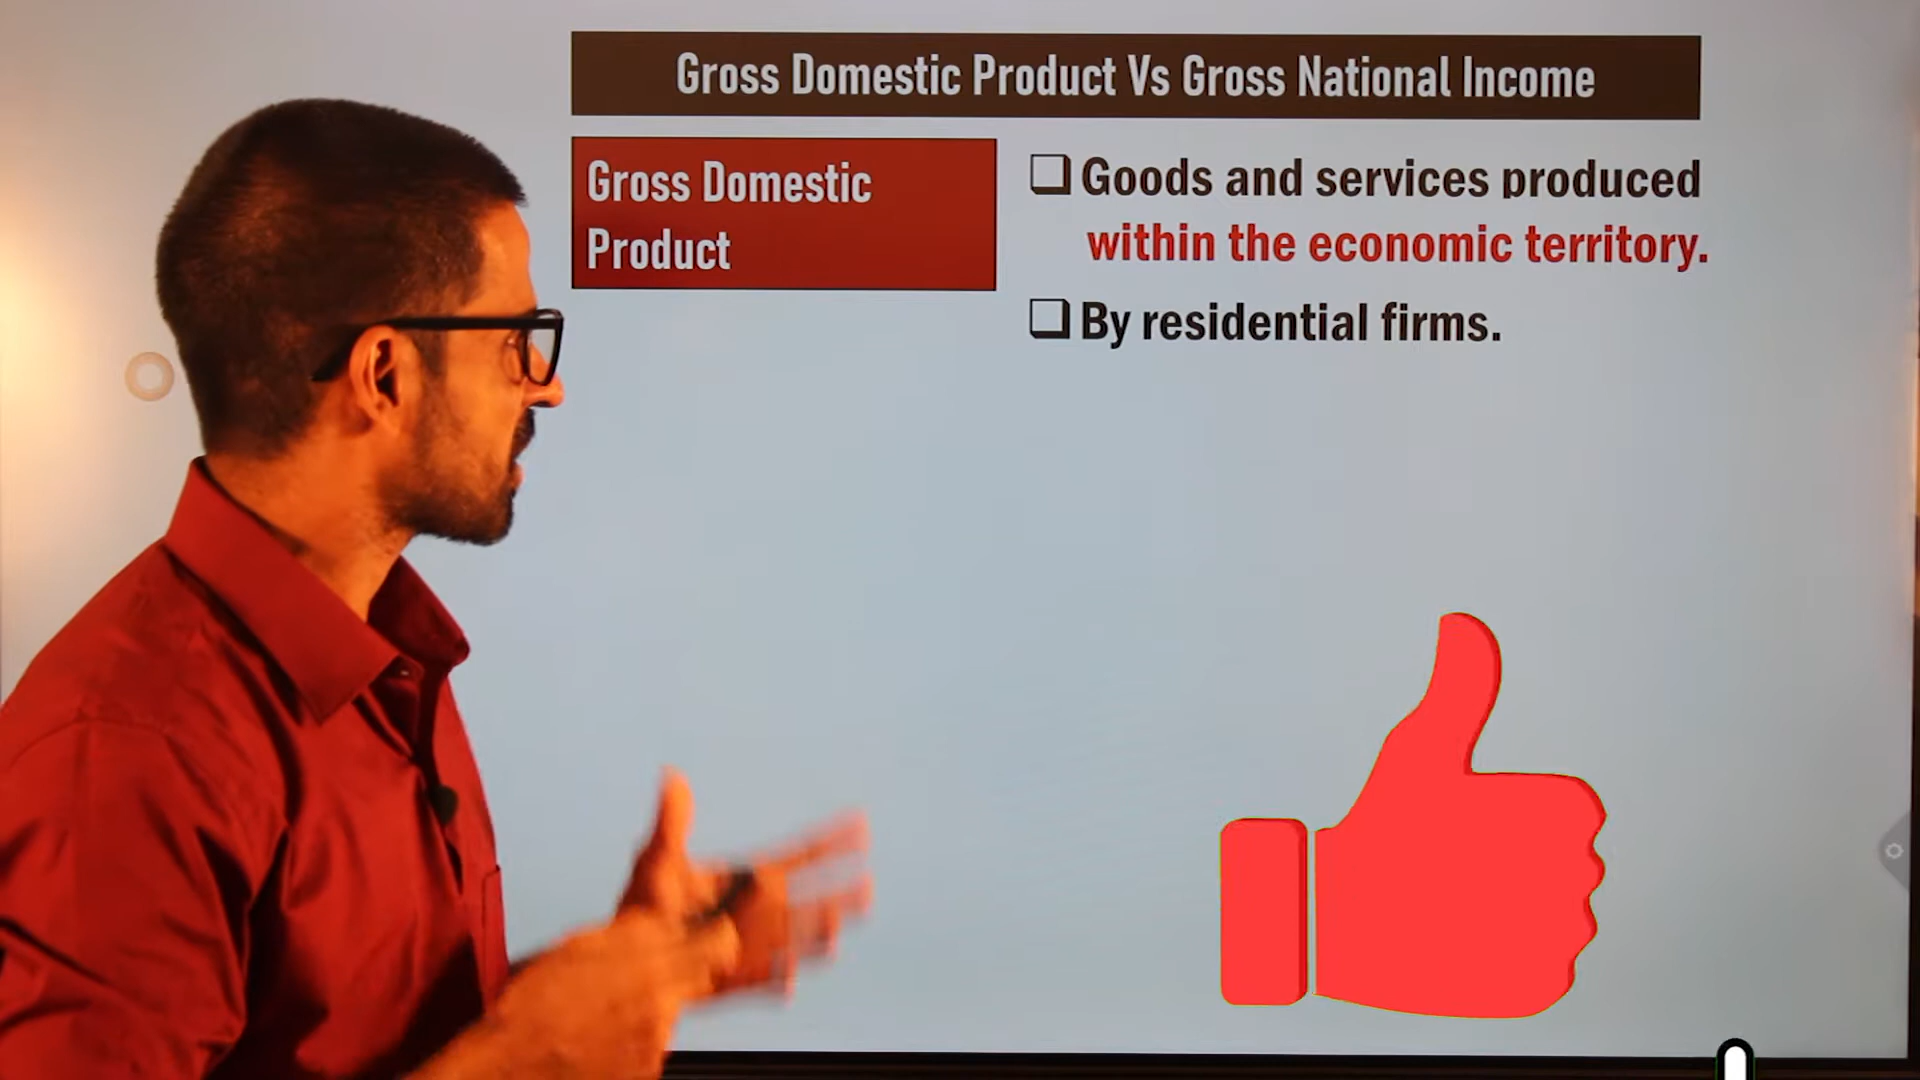 Gross Domestic Product Vs Gross National Income
Gross Domestic
Product
❑ Goods and services produced
within the economic territory.
❑ By residential firms.